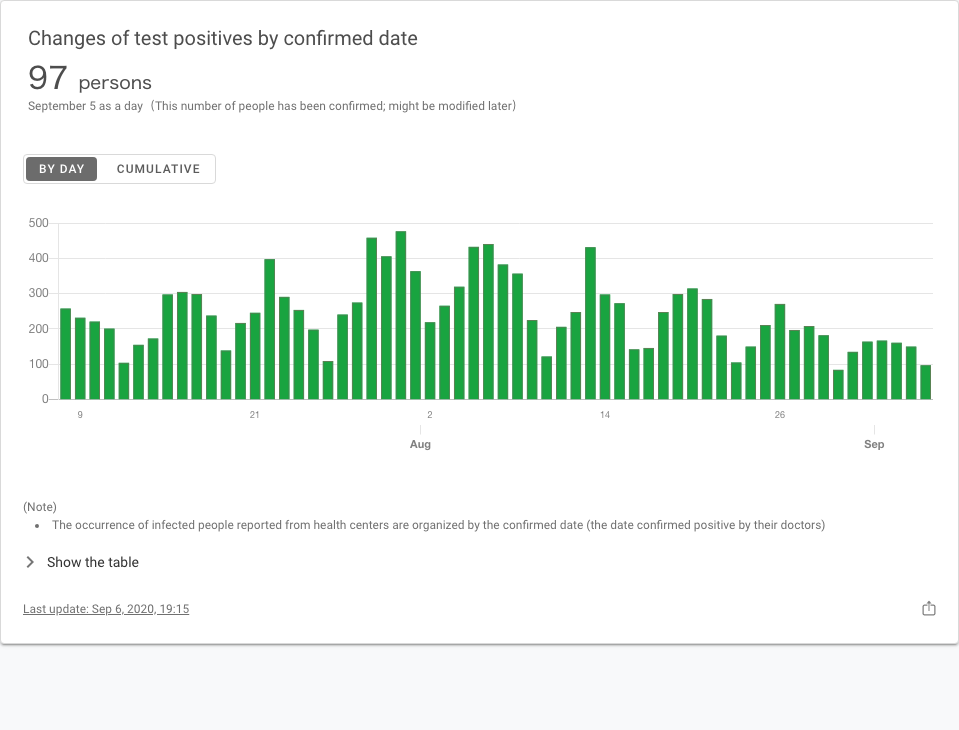 Changes of test positives by confirmed date
97 persons
September 5 as a day（This number of people has been confirmed; might be modified later）
BY DAY CUMULATIVE
500
400
300
200
100
0
9 21 2 14 26
Aug Sep
(Note)
• The occurrence of infected people reported from health centers are organized by the confirmed date (the date confirmed positive by their doctors)
Show the table
Last update: Sep 6, 2020, 19:15